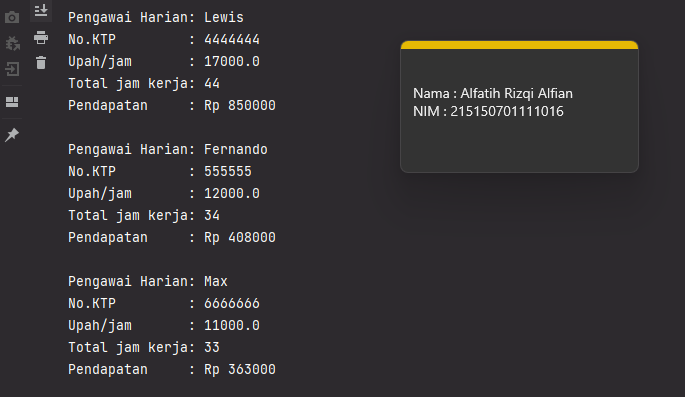 Pengawai Harian: Lewis
No.KTP : 4444444
Upah/jam : 17000.0
Total jam kerja: 44
Pendapatan : Rp 850000
Pengawai Harian: Fernando
No.KTP : 555555
Upah/jam : 12000.0
Total jam kerja: 34
Pendapatan : Rp 408000
Pengawai Harian: Max
No.KTP : 6666666
Upah/jam : 11000.0
Total jam kerja: 33
Pendapatan : Rp 363000
Nama : Alfatih Rizqi Alfian
NIM : 215150701111016